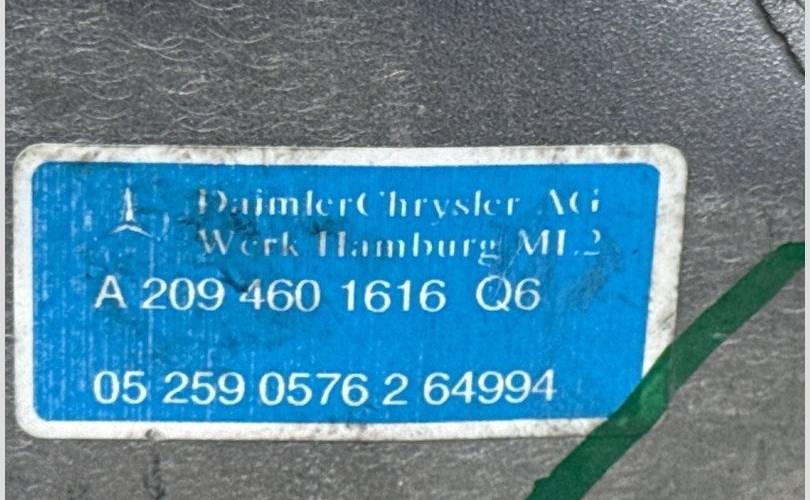 DaimlerChrysler AG
Werk Hamburg ML2
A 209 460 1616 Q6
05 259 0576 2 64994